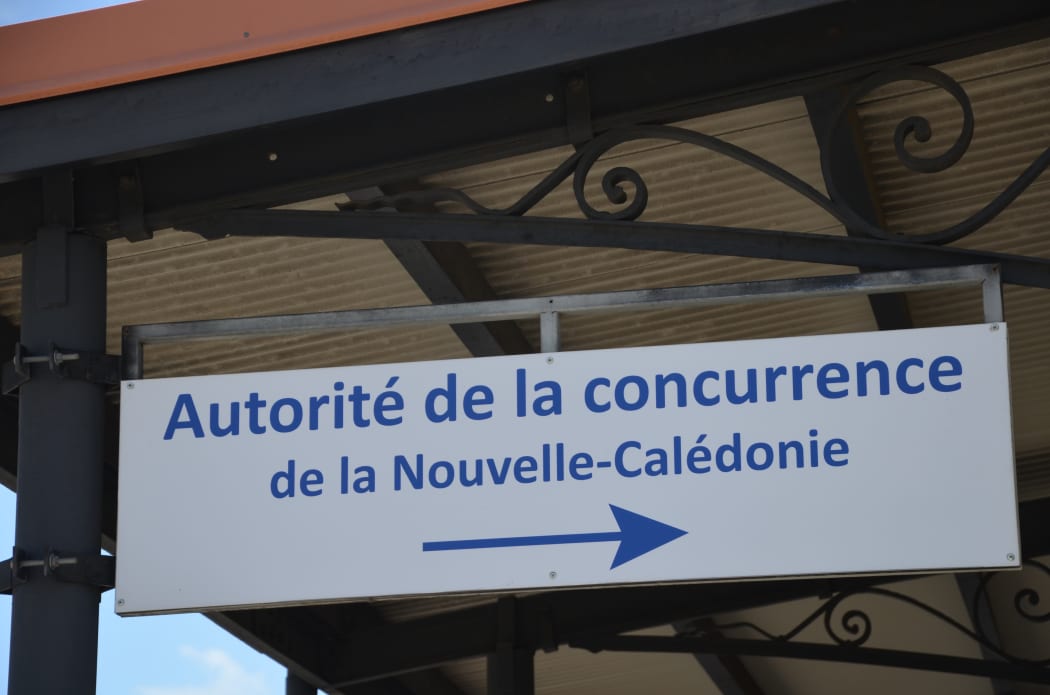 Autorité de la concurrence
de la Nouvelle-Calédonie